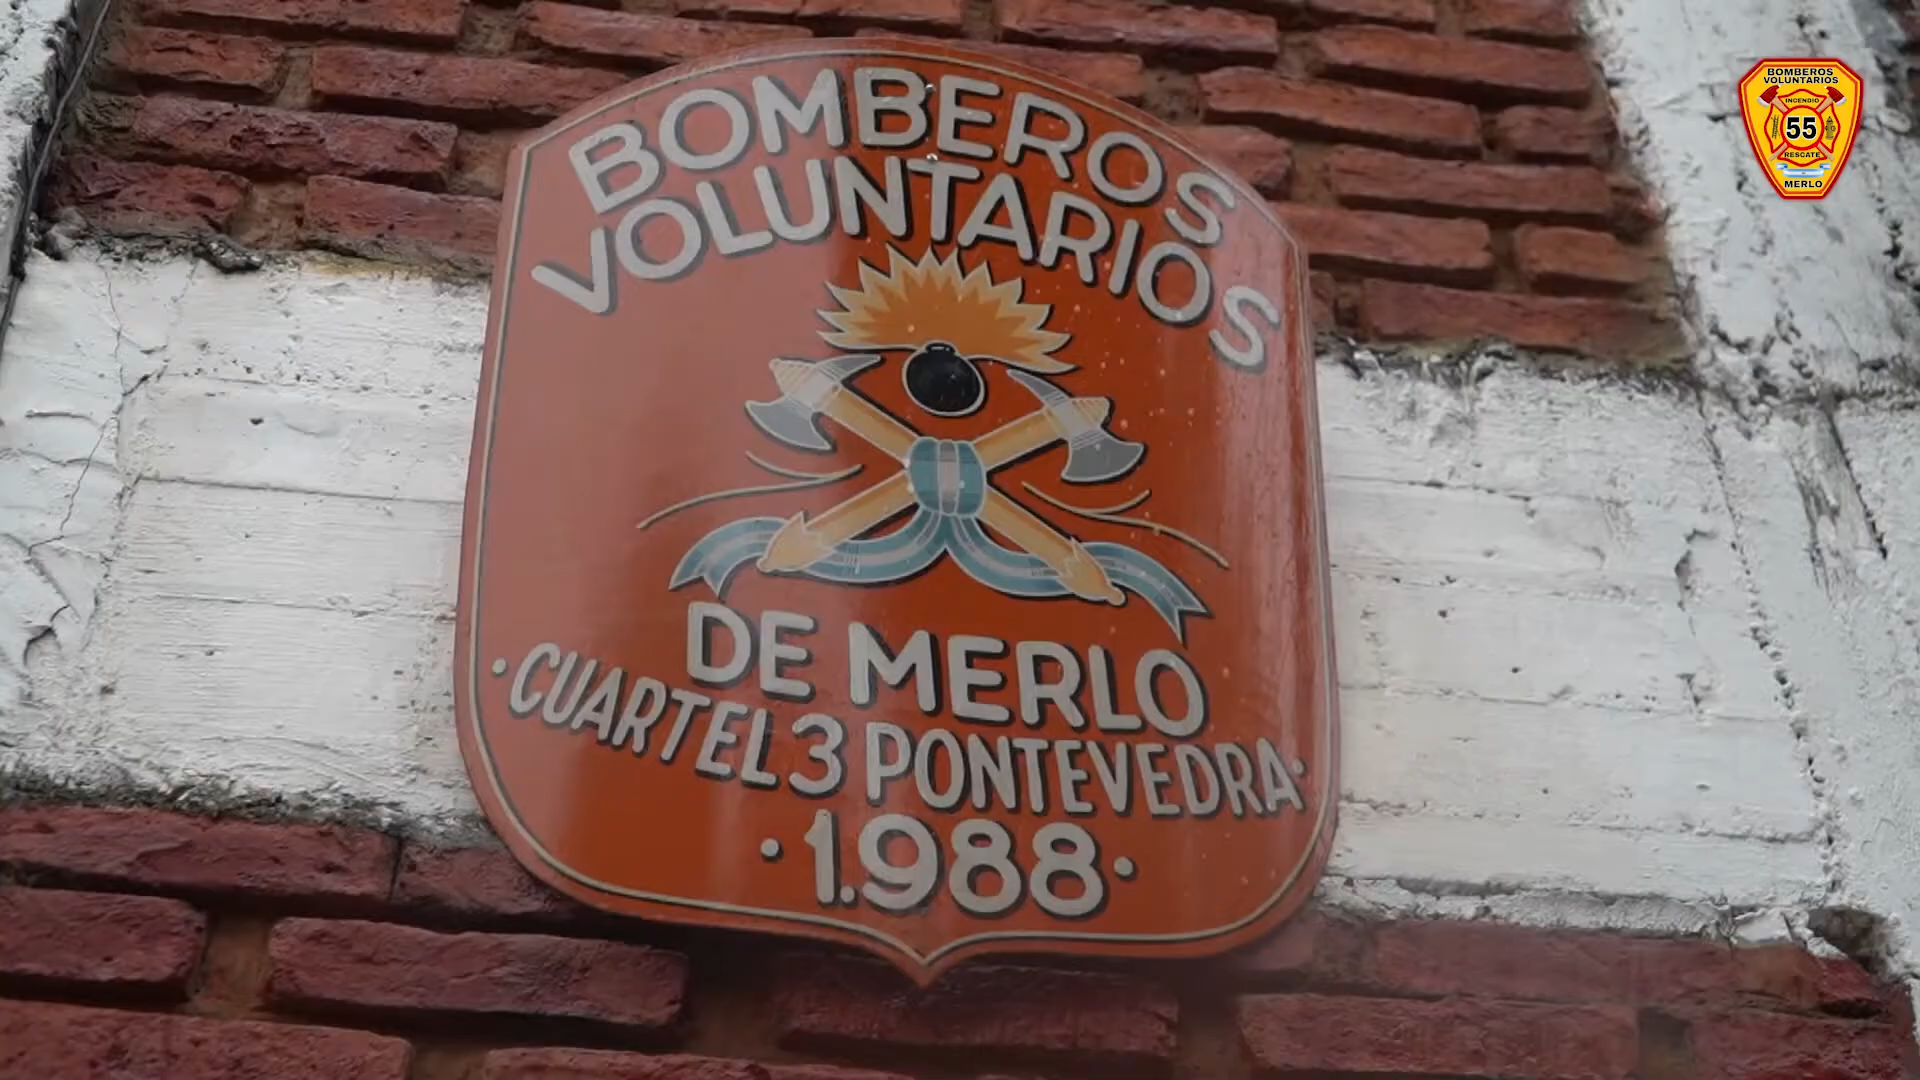 BOMBEROS
VOLUNTARIOS
DE MERLO
·CUARTEL 3 PONTEVEDRA·
·1.988·
BOMBEROS
VOLUNTARIOS
INCENDIO
55
RESCATE
MERLO